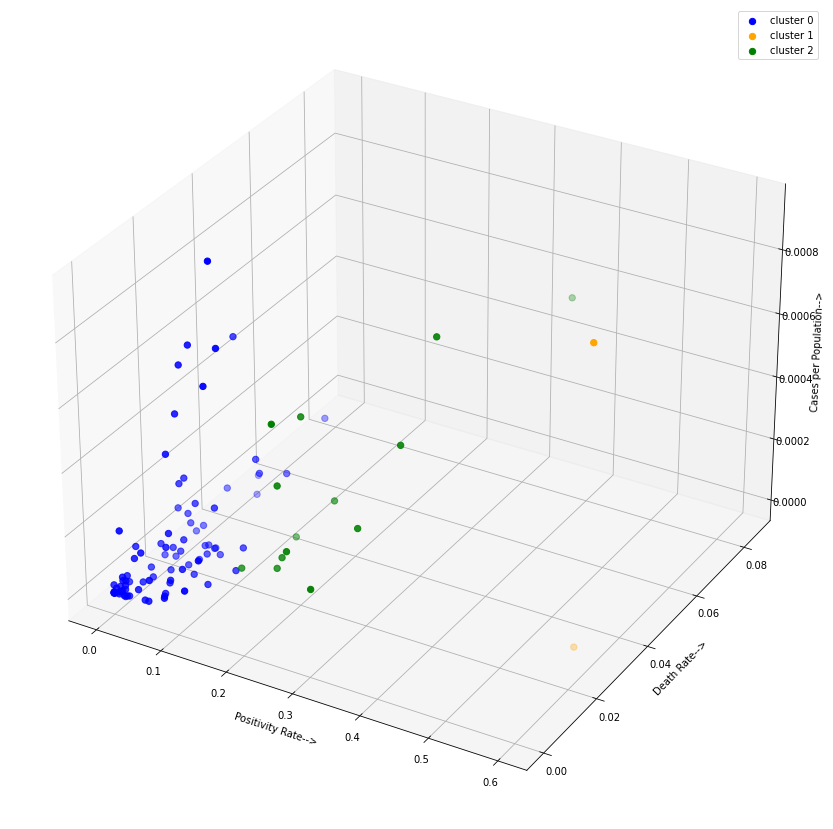 cluster 0
cluster 1
cluster 2
0.0008
0.0006
0.0004
0.0002
0.0000
Cases per Population-->
0.08
0.06
0.04
0.02
0.00
Death Rate-->
0.0
0.1
0.2
0.3
0.4
0.5
0.6
Positivity Rate-->